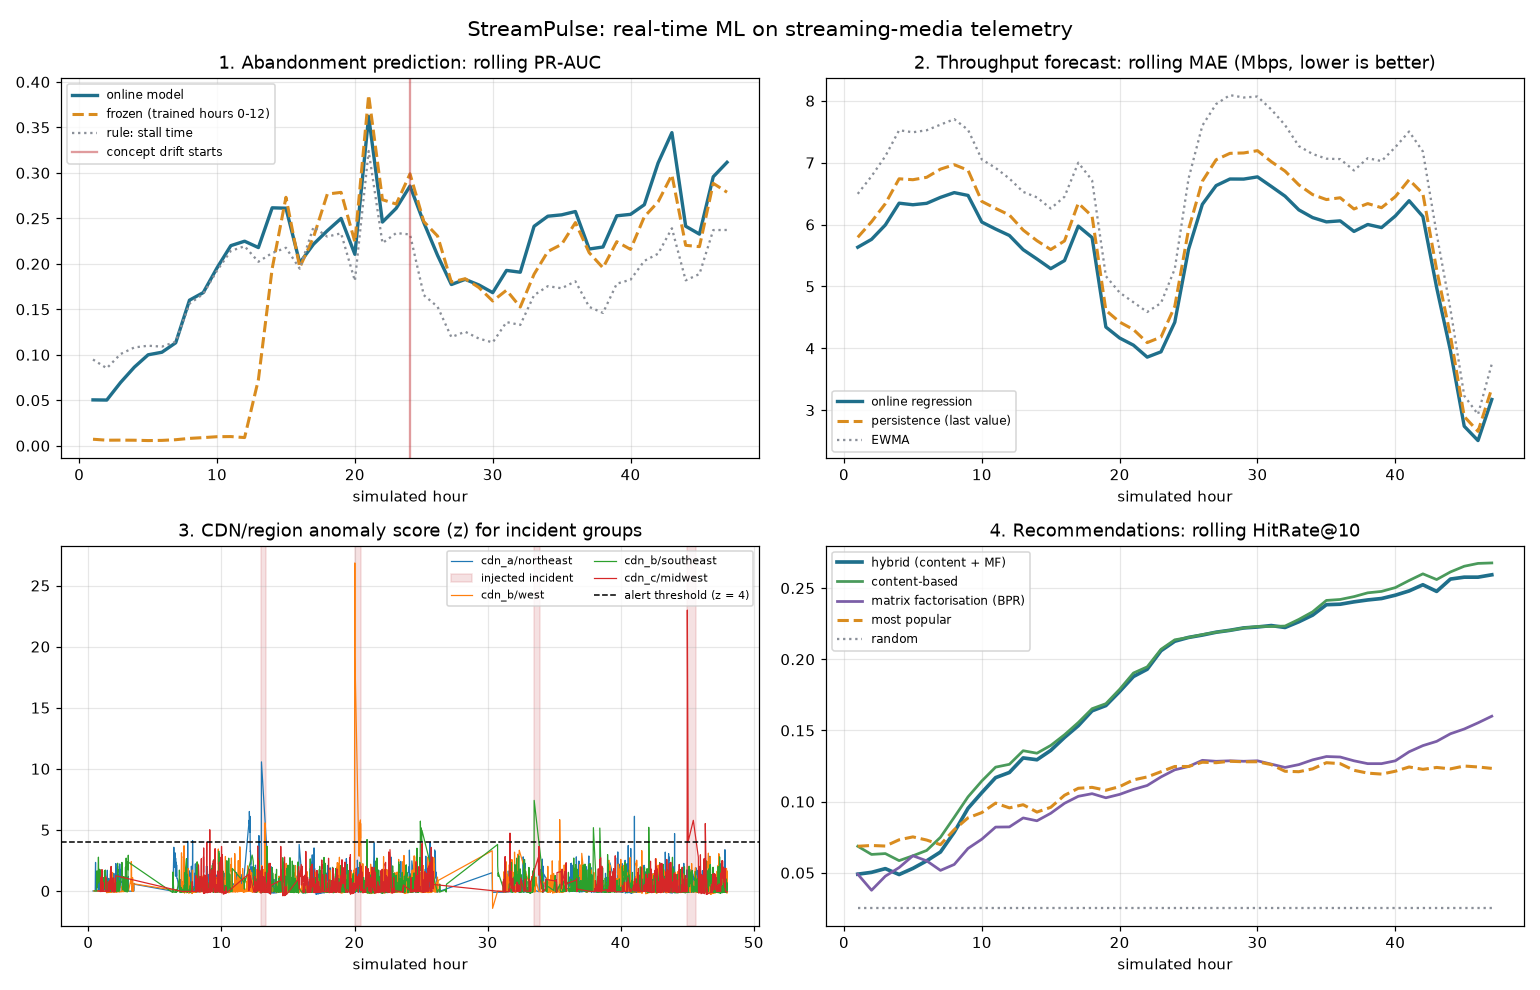 StreamPulse: real-time ML on streaming-media telemetry
1. Abandonment prediction: rolling PR-AUC
0.40
0.35
0.30
0.25
0.20
0.15
0.10
0.05
0.00
online model
frozen (trained hours 0-12)
rule: stall time
concept drift starts
0
10
20
30
40
simulated hour
2. Throughput forecast: rolling MAE (Mbps, lower is better)
8
7
6
5
4
3
online regression
persistence (last value)
EWMA
0
10
20
30
40
simulated hour
3. CDN/region anomaly score (z) for incident groups
25
20
15
10
5
0
cdn_a/northeast
injected incident
cdn_b/west
cdn_b/southeast
cdn_c/midwest
alert threshold (z = 4)
0
10
20
30
40
50
simulated hour
4. Recommendations: rolling HitRate@10
0.25
0.20
0.15
0.10
0.05
hybrid (content + MF)
content-based
matrix factorisation (BPR)
most popular
random
0
10
20
30
40
simulated hour